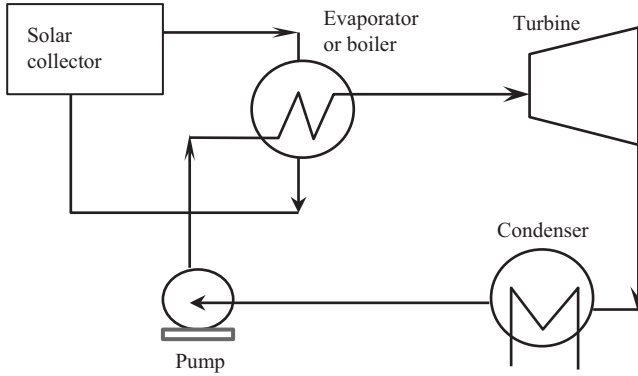 Solar
collector
Evaporator
or boiler
Turbine
Condenser
Pump